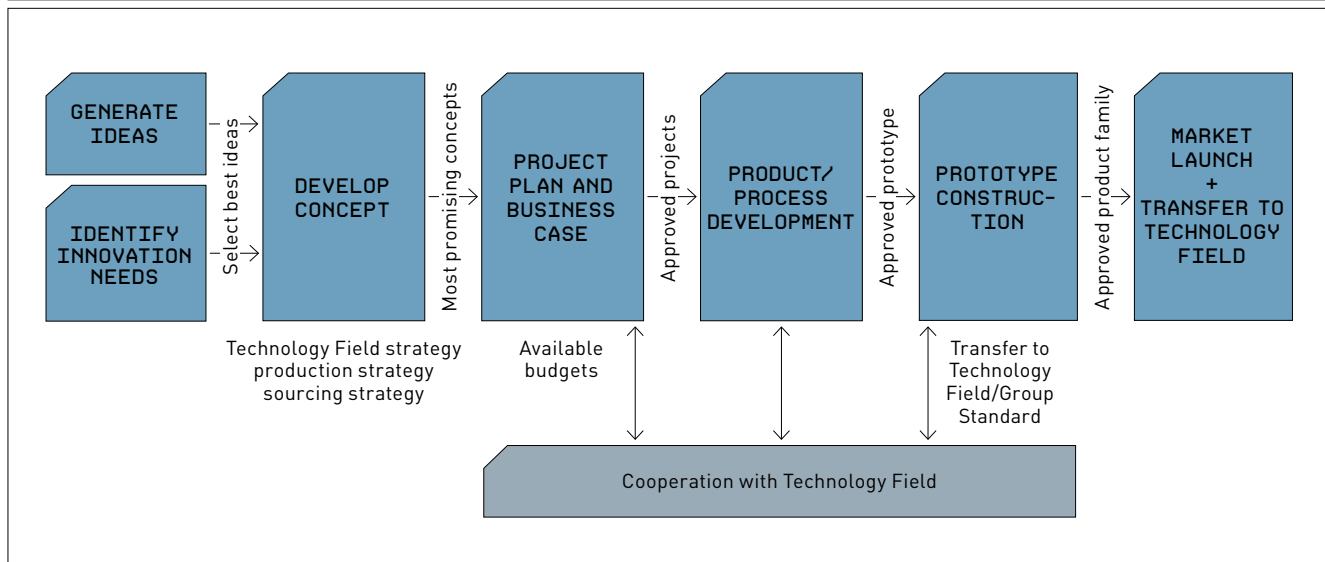 GENERATE
IDEAS
IDENTIFY
INNOVATION
NEEDS
Select best ideas
DEVELOP
CONCEPT
Most promising concepts
PROJECT
PLAN AND
BUSINESS
CASE
Approved projects
PRODUCT/
PROCESS
DEVELOPMENT
Approved prototype
PROTOTYPE
CONSTRUC-
TION
Approved product family
MARKET
LAUNCH
+
TRANSFER TO
TECHNOLOGY
FIELD
Technology Field strategy
production strategy
sourcing strategy
Available
budgets
Transfer to
Technology
Field/Group
Standard
Cooperation with Technology Field